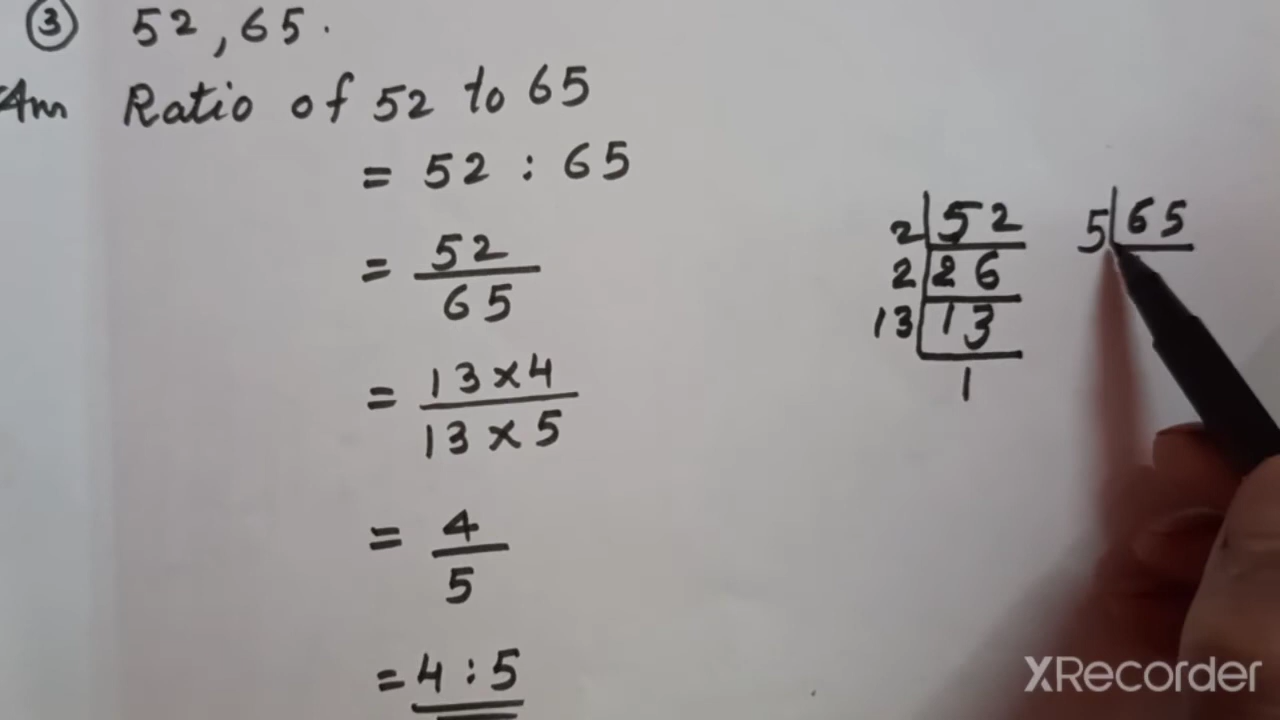 ③ 52, 65.
Ans Ratio of 52 to 65
= 52 : 65
= 52
65
= 13 × 4
13 × 5
= 4
5
= 4 : 5
2 | 52
2 | 26
13 | 13
1
5 | 65
XRecorder